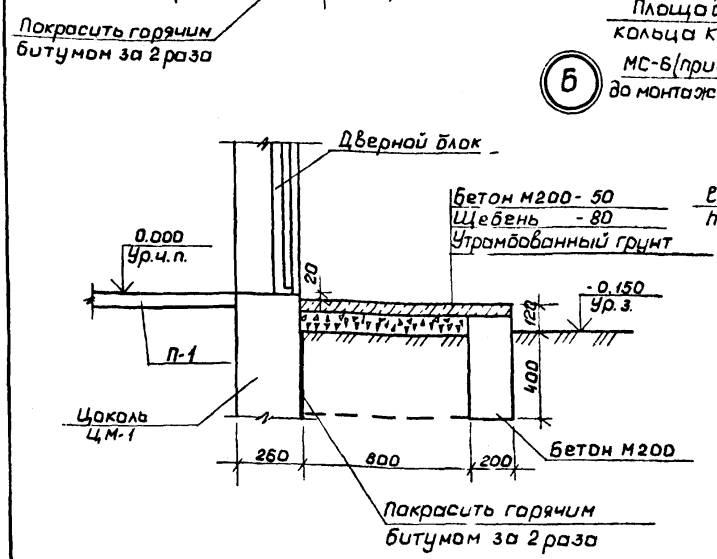 Покрасить горячим
битумом за 2 раза
кольца к
Б
МС-6
до монтаж
Дверной блок
Бетон М200 - 50
Щебень - 80
Утрамбованный грунт
0.000
Ур.ч.п.
20
-0.150
Ур.з.
120
400
П-1
Цоколь
ЦМ-1
260
800
200
Бетон М200
Покрасить горячим
битумом за 2 раза